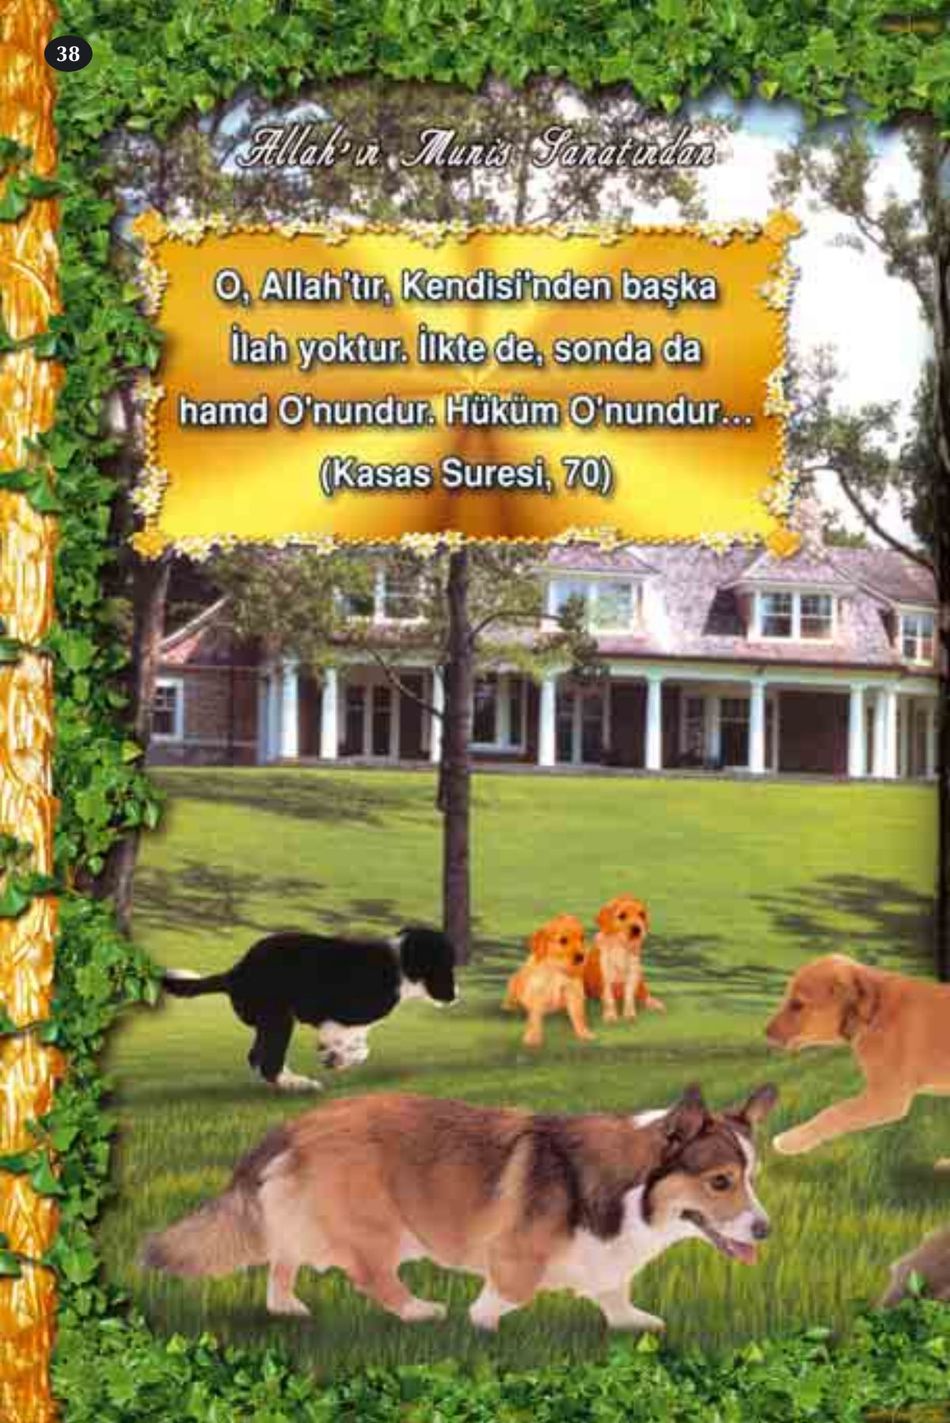 38
Allah'ın Munis Sanatından
O, Allah'tır, Kendisi'nden başka
İlah yoktur. İlkte de, sonda da
hamd O'nundur. Hüküm O'nundur...
(Kasas Suresi, 70)